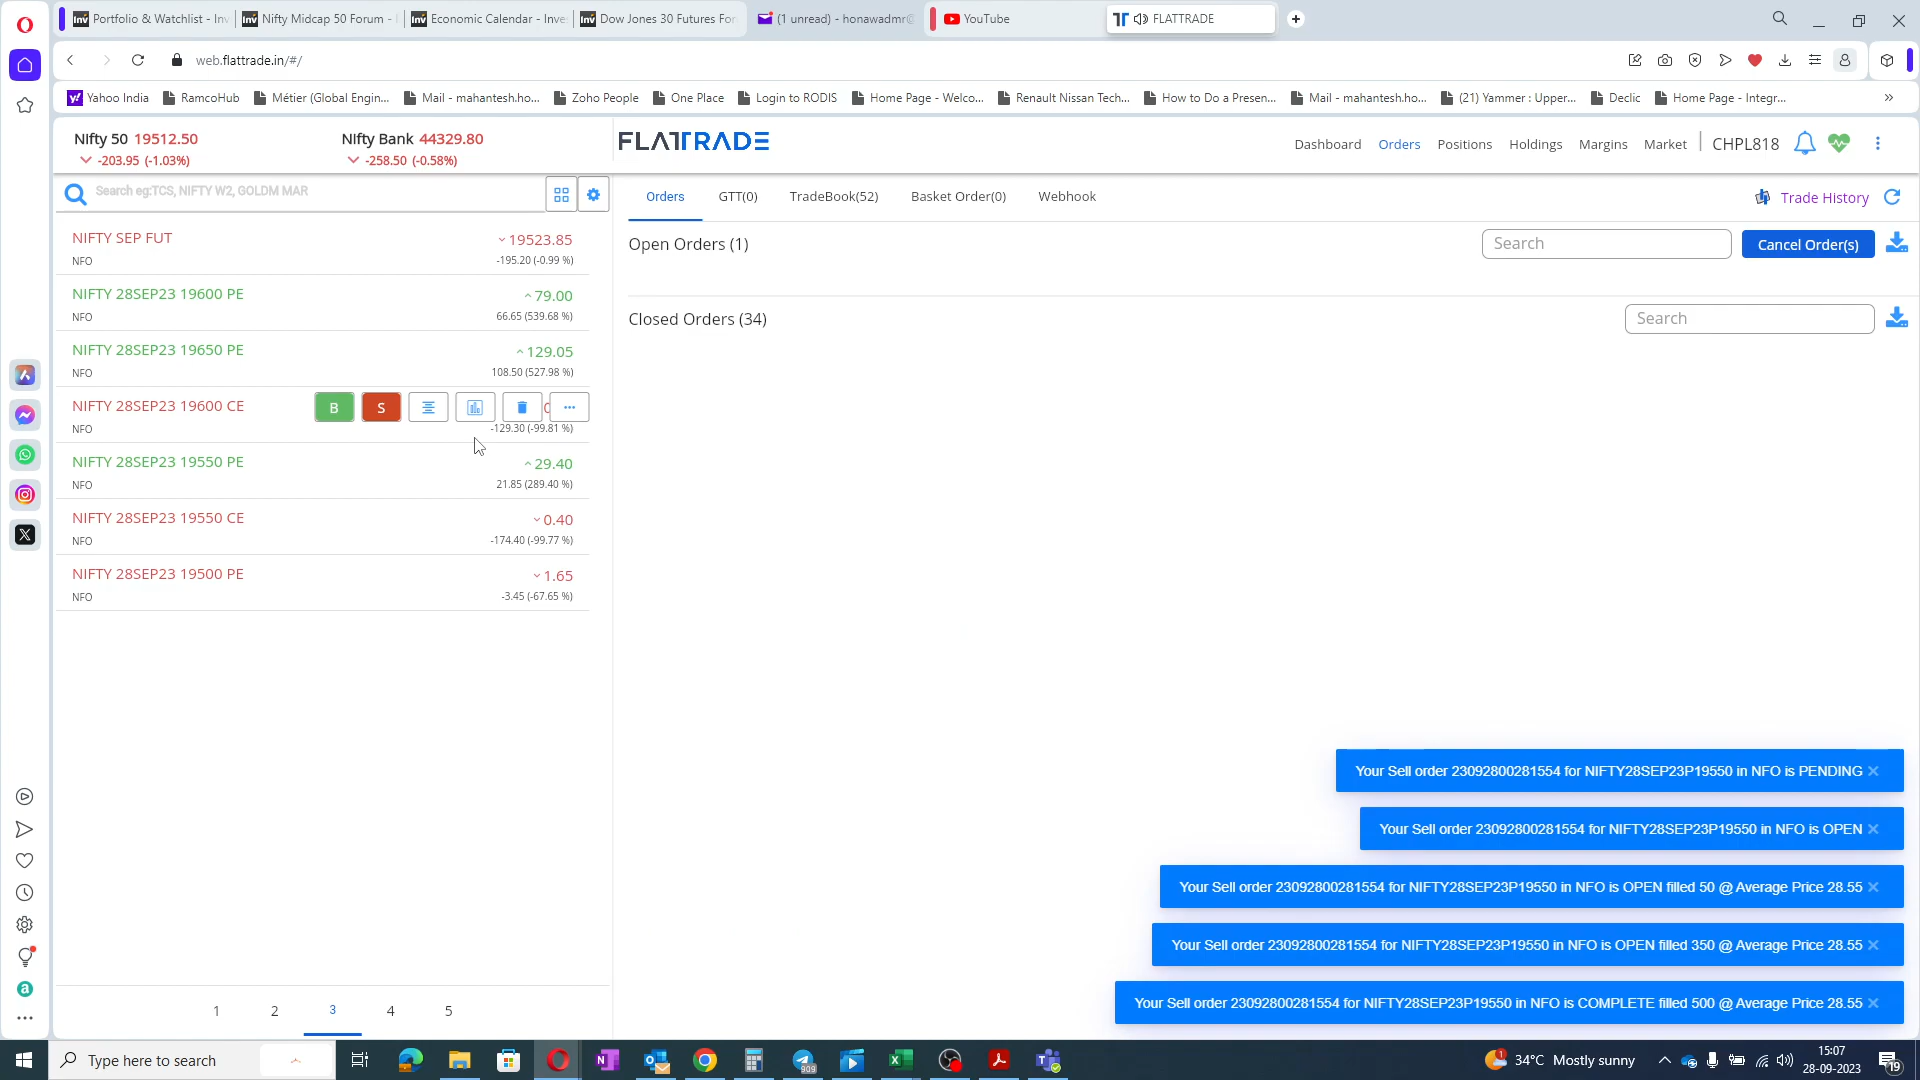 Portfolio & Watchlist - Inv
Nifty Midcap 50 Forum -
Economic Calendar - Inve
Dow Jones 30 Futures For
(1 unread) - honawadmr@
YouTube
FLATTRADE
web.flattrade.in/#/
Yahoo India
RamcoHub
Métier (Global Engin...
Mail - mahantesh.ho...
Zoho People
One Place
Login to RODIS
Home Page - Welco...
Renault Nissan Tech...
How to Do a Presen...
Mail - mahantesh.ho...
(21) Yammer : Upper...
Declic
Home Page - Integr...
Nifty 50 19512.50
-203.95 (-1.03%)
Nifty Bank 44329.80
-258.50 (-0.58%)
FLATTRADE
Dashboard
Orders
Positions
Holdings
Margins
Market
CHPL818
Search eg:TCS, NIFTY W2, GOLDM MAR
Orders
GTT(0)
TradeBook(52)
Basket Order(0)
Webhook
Trade History
Open Orders (1)
Search
Cancel Order(s)
Closed Orders (34)
Search
NIFTY SEP FUT 19523.85
NFO -195.20 (-0.99 %)
NIFTY 28SEP23 19600 PE 79.00
NFO 66.65 (539.68 %)
NIFTY 28SEP23 19650 PE 129.05
NFO 108.50 (527.98 %)
NIFTY 28SEP23 19600 CE B S
NFO -129.30 (-99.81 %)
NIFTY 28SEP23 19550 PE 29.40
NFO 21.85 (289.40 %)
NIFTY 28SEP23 19550 CE 0.40
NFO -174.40 (-99.77 %)
NIFTY 28SEP23 19500 PE 1.65
NFO -3.45 (-67.65 %)
Your Sell order 23092800281554 for NIFTY28SEP23P19550 in NFO is PENDING
Your Sell order 23092800281554 for NIFTY28SEP23P19550 in NFO is OPEN
Your Sell order 23092800281554 for NIFTY28SEP23P19550 in NFO is OPEN filled 50 @ Average Price 28.55
Your Sell order 23092800281554 for NIFTY28SEP23P19550 in NFO is OPEN filled 350 @ Average Price 28.55
Your Sell order 23092800281554 for NIFTY28SEP23P19550 in NFO is COMPLETE filled 500 @ Average Price 28.55
1 2 3 4 5
Type here to search
909
1
34°C Mostly sunny
15:07
28-09-2023
19